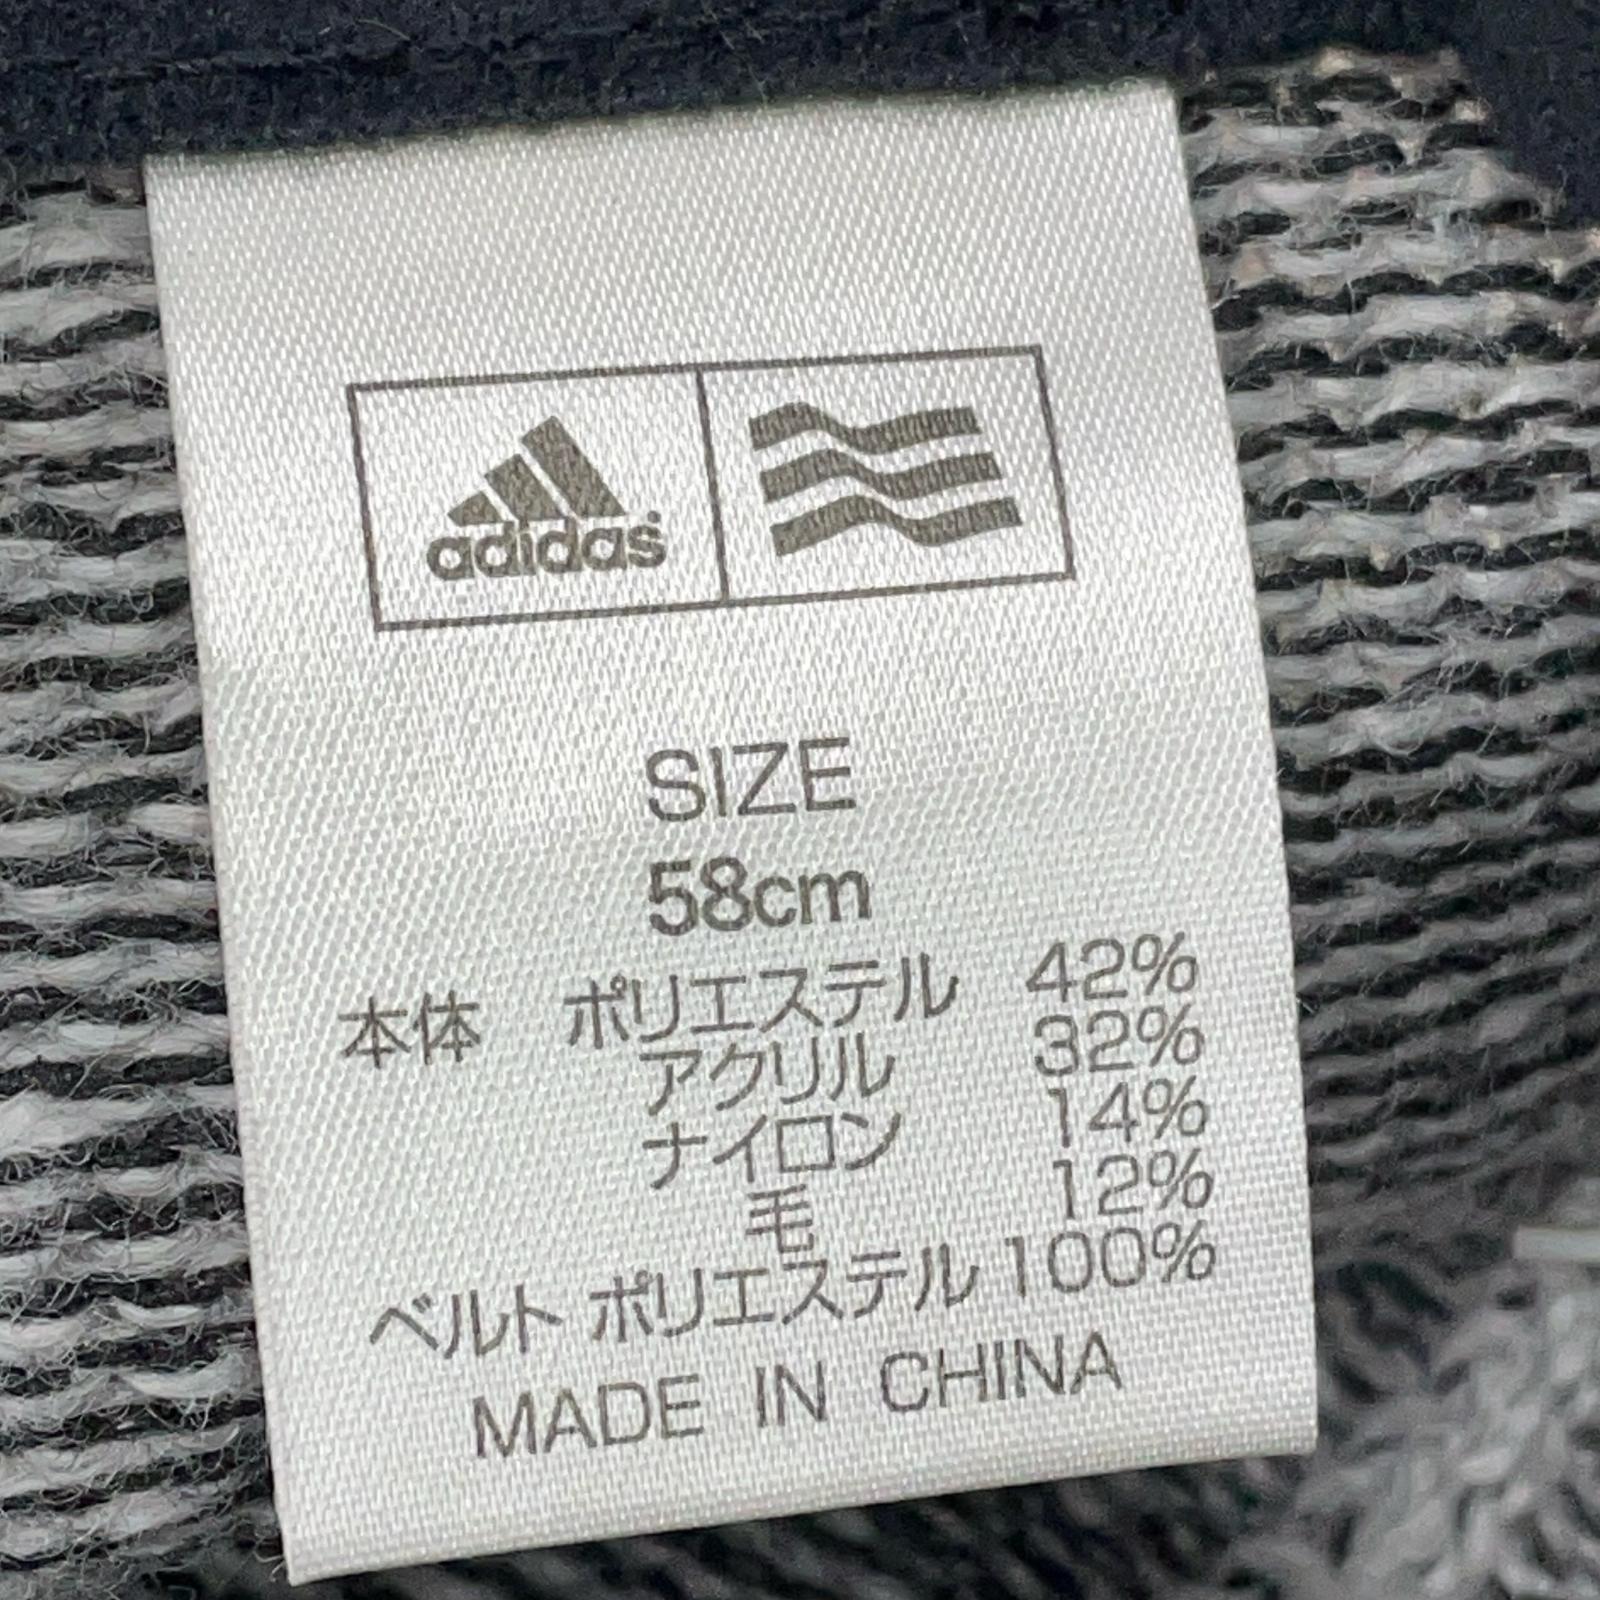 adidas
SIZE
58cm
本体 ポリエステル 42%
アクリル 32%
ナイロン 14%
毛 12%
ベルト ポリエステル 100%
MADE IN CHINA